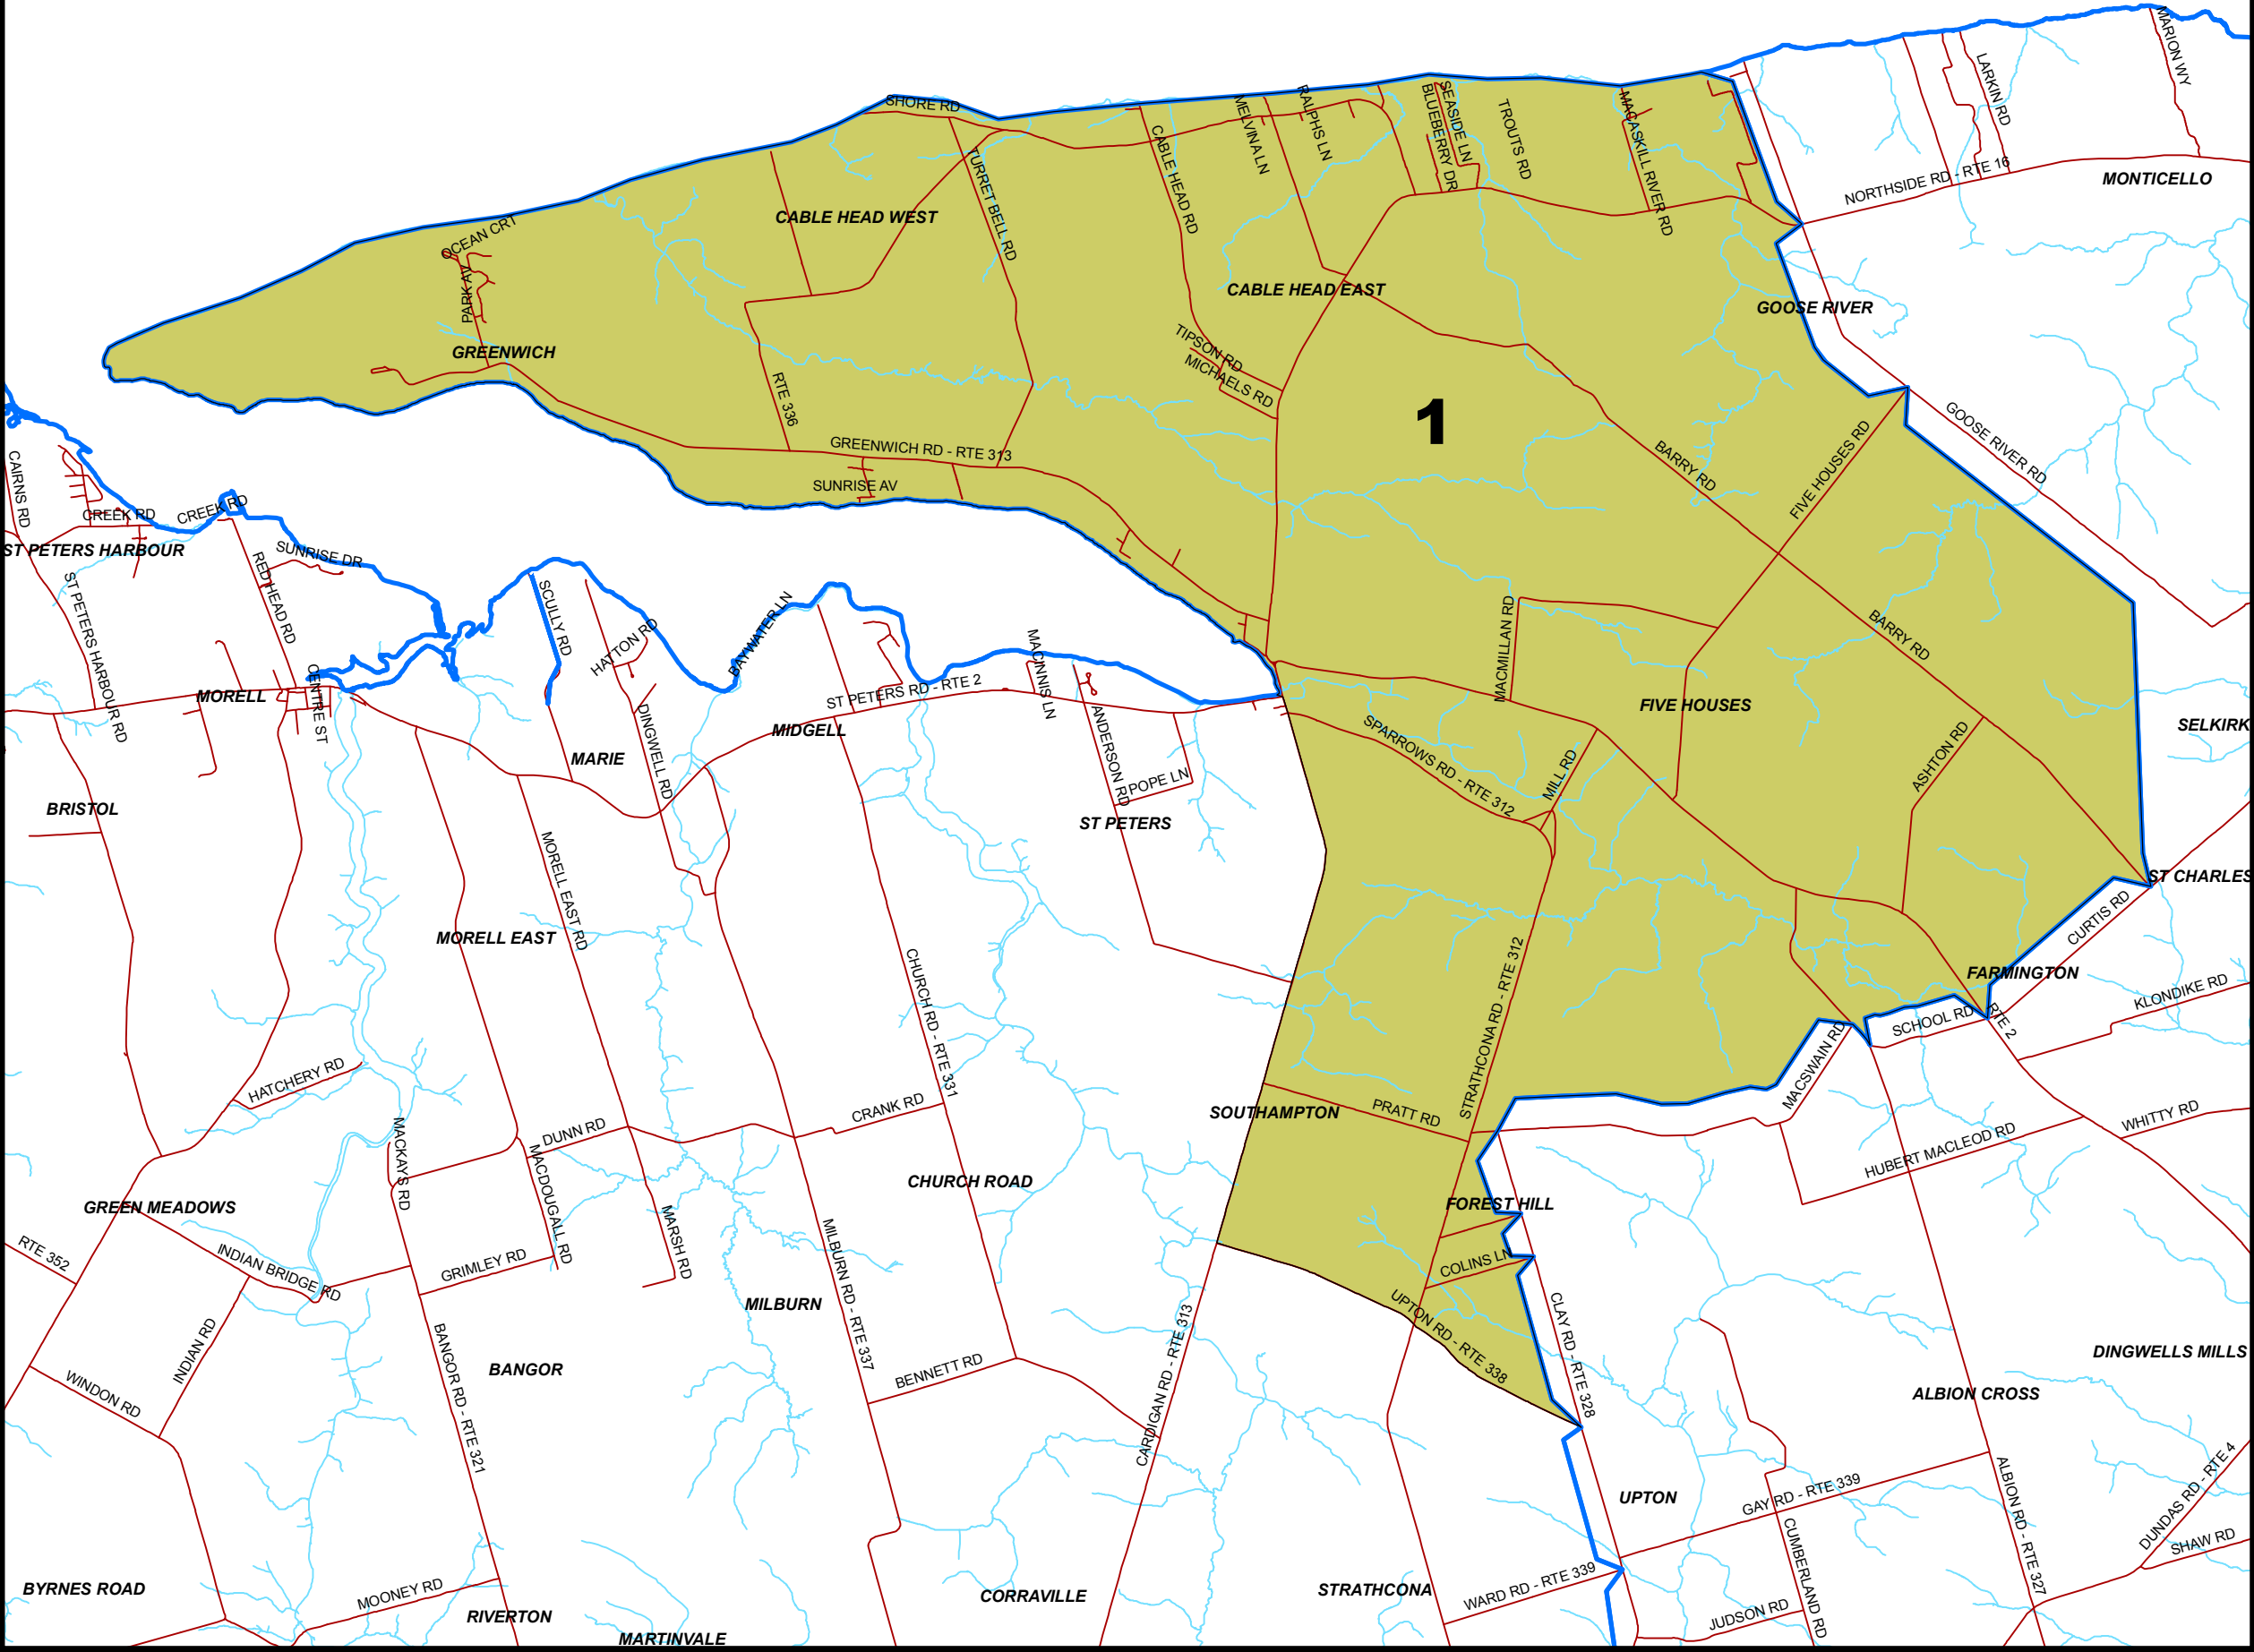 MARION WY
LARKIN RD
NORTHSIDE RD - RTE 16
MONTICELLO
SHORE RD
MELVINA LN
RALPHS LN
BLUEBERRY DR
SEASIDE LN
TROUTS RD
MACASKILL RIVER RD
CABLE HEAD RD
TURRET BELL RD
CABLE HEAD WEST
OCEAN CRT
PARK AV
GREENWICH
CABLE HEAD EAST
GOOSE RIVER
TIPSON RD
MICHAELS RD
RTE 336
1
GOOSE RIVER RD
GREENWICH RD - RTE 313
SUNRISE AV
BARRY RD
FIVE HOUSES RD
CAIRNS RD
CREEK RD
CREEK RD
ST PETERS HARBOUR
SUNRISE DR
RED HEAD RD
ST PETERS HARBOUR RD
SCULLY RD
HATTON RD
BAYWATER LN
MACINNIS LN
MACMILLAN RD
BARRY RD
MORELL
CENTRE ST
ST PETERS RD - RTE 2
MIDGELL
ANDERSON RD
FIVE HOUSES
SELKIRK
MARIE
DINGWELL RD
SPARROWS RD - RTE 312
MILL RD
ASHTON RD
POPE LN
BRISTOL
ST PETERS
MORELL EAST RD
ST CHARLES
MORELL EAST
CURTIS RD
CHURCH RD - RTE 331
STRATHCONA RD - RTE 312
FARMINGTON
KLONDIKE RD
SCHOOL RD
RTE 2
MACSWAIN RD
HATCHERY RD
CRANK RD
SOUTHAMPTON
PRATT RD
WHITTY RD
MACKAYS RD
DUNN RD
MACDOUGALL RD
HUBERT MACLEOD RD
CHURCH ROAD
GREEN MEADOWS
FOREST HILL
MARSH RD
MILBURN RD - RTE 337
RTE 352
INDIAN BRIDGE RD
GRIMLEY RD
COLINS LN
MILBURN
UPTON RD - RTE 338
CLAY RD - RTE 328
CARDIGAN RD - RTE 313
INDIAN RD
BANGOR RD - RTE 321
BANGOR
BENNETT RD
WINDON RD
DINGWELLS MILLS
ALBION CROSS
UPTON
GAY RD - RTE 339
ALBION RD - RTE 327
DUNDAS RD - RTE 4
SHAW RD
CUMBERLAND RD
BYRNES ROAD
MOONEY RD
RIVERTON
MARTINVALE
CORRAVILLE
STRATHCONA
WARD RD - RTE 339
JUDSON RD